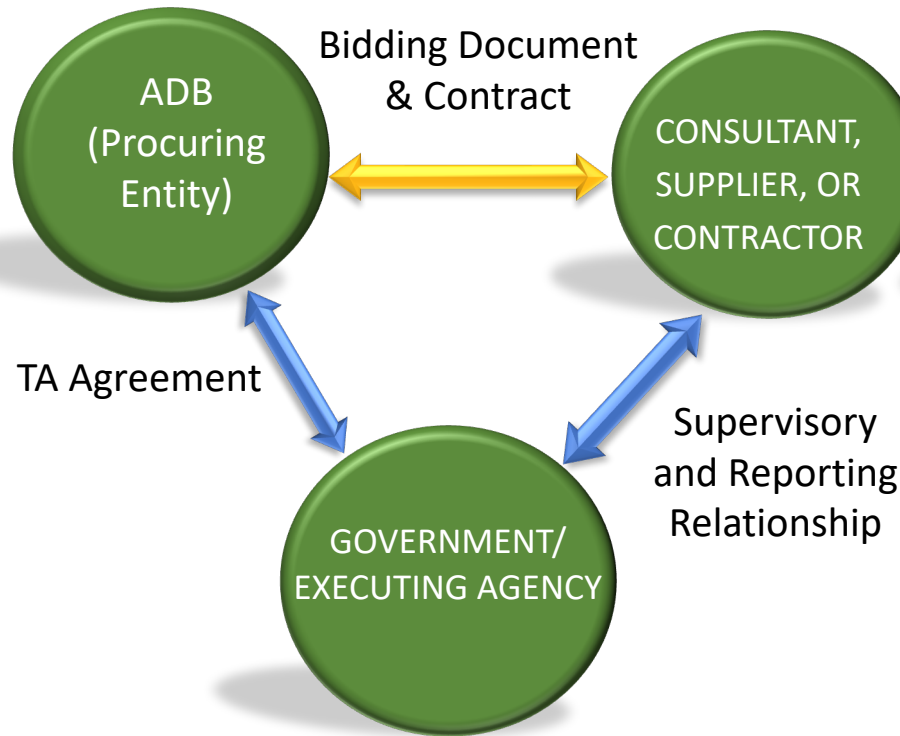 Bidding Document
& Contract
ADB
(Procuring
Entity)
CONSULTANT,
SUPPLIER, OR
CONTRACTOR
TA Agreement
Supervisory
and Reporting
Relationship
GOVERNMENT/
EXECUTING AGENCY